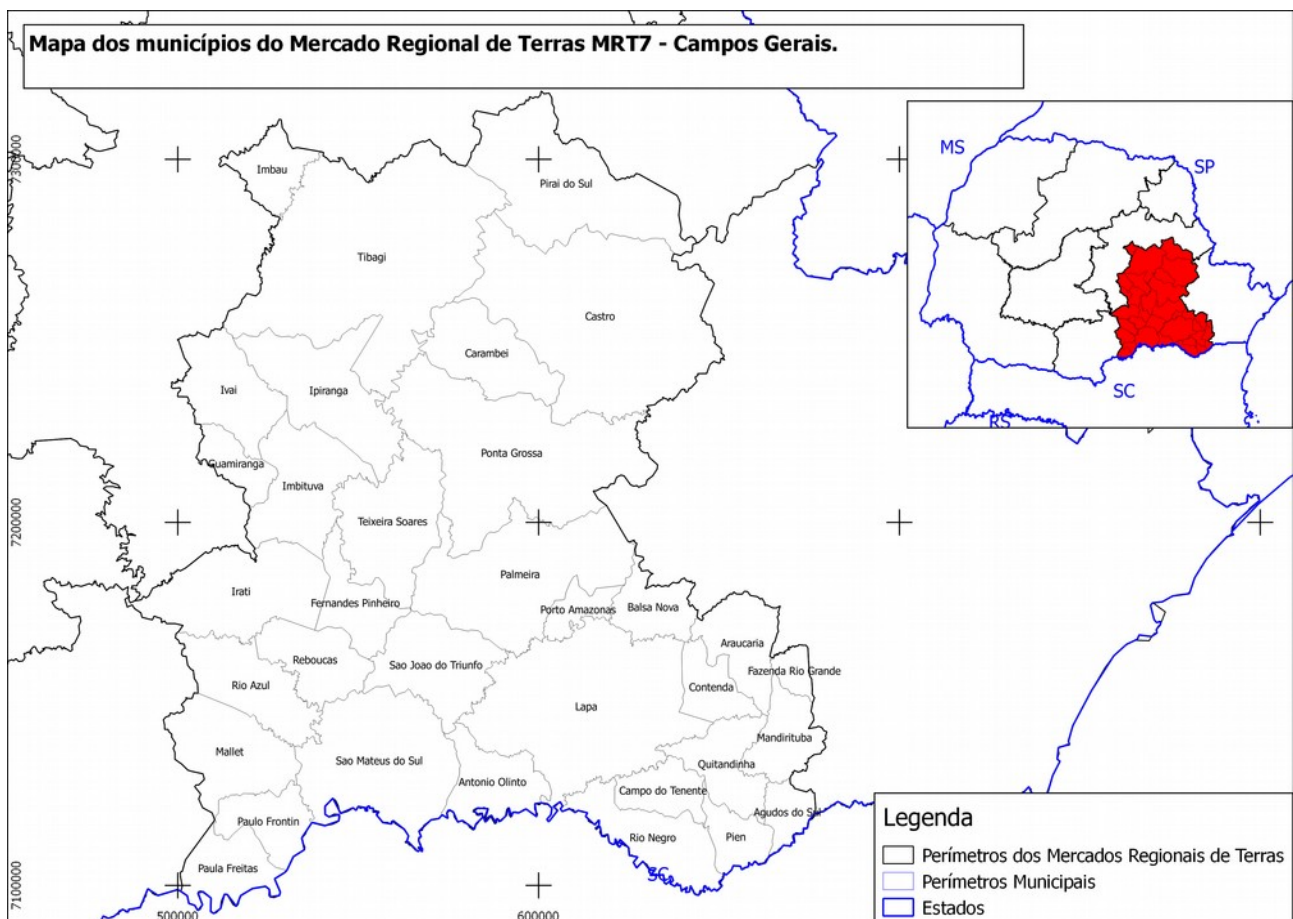 Mapa dos municípios do Mercado Regional de Terras MRT7 - Campos Gerais.
MS
SP
SC
RS
7300000
7200000
7100000
500000
600000
Imbau
Pirai do Sul
Tibagi
Castro
Carambei
Ivai
Ipiranga
Guamiranga
Ponta Grossa
Imbituva
Teixeira Soares
Palmeira
Irati
Fernandes Pinheiro
Porto Amazonas
Balsa Nova
Araucaria
Reboucas
Sao Joao do Triunfo
Fazenda Rio Grande
Rio Azul
Contenda
Lapa
Mandirituba
Mallet
Sao Mateus do Sul
Quitandinha
Antonio Olinto
Campo do Tenente
Paulo Frontin
Agudos do Sul
Rio Negro
Pien
Paula Freitas
SC
Legenda
Perímetros dos Mercados Regionais de Terras
Perímetros Municipais
Estados